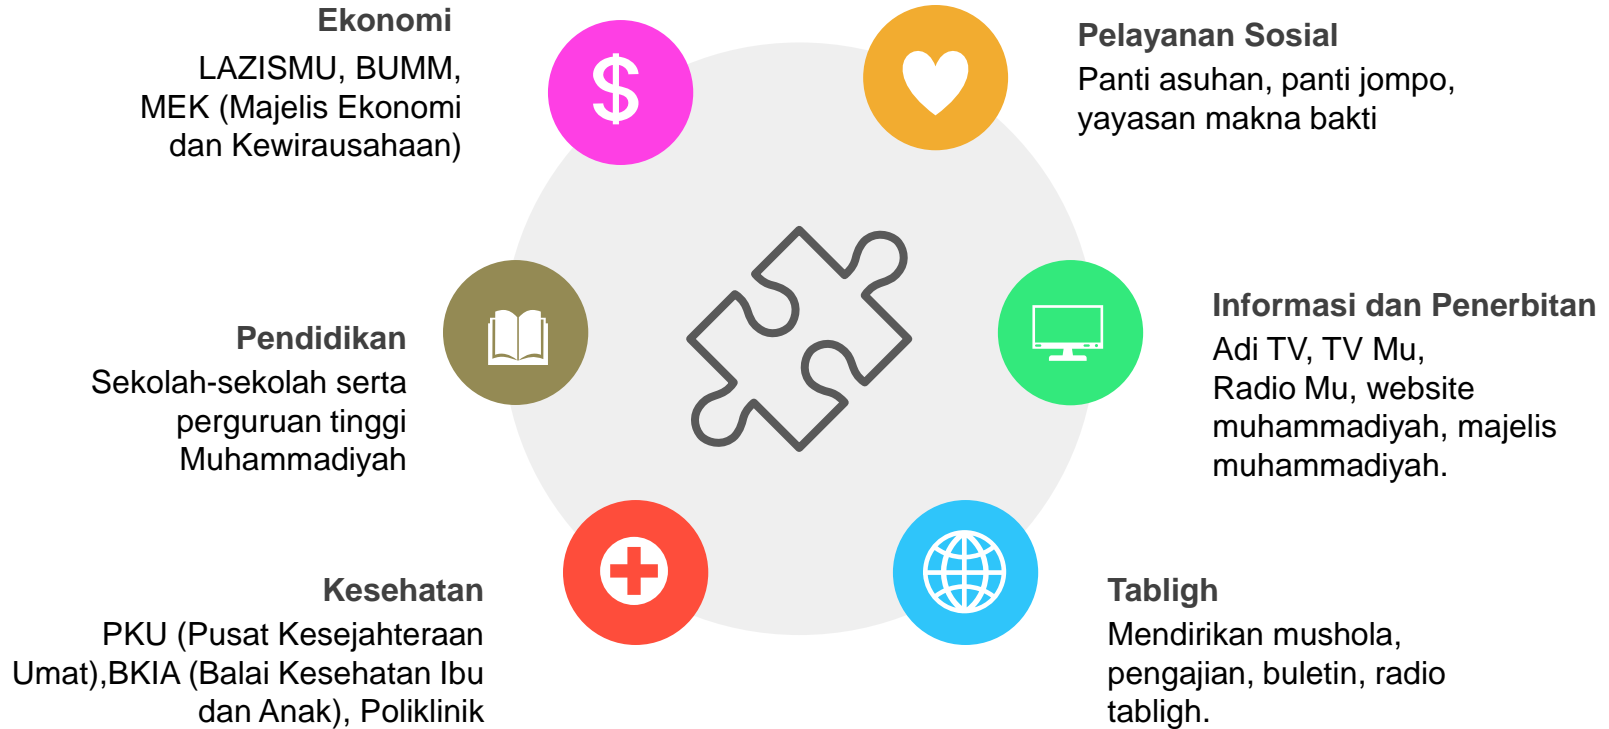 Ekonomi
LAZISMU, BUMM,
MEK (Majelis Ekonomi
dan Kewirausahaan)
$
Pelayanan Sosial
Panti asuhan, panti jompo,
yayasan makna bakti
Pendidikan
Sekolah-sekolah serta
perguruan tinggi
Muhammadiyah
Informasi dan Penerbitan
Adi TV, TV Mu,
Radio Mu, website
muhammadiyah, majelis
muhammadiyah.
Kesehatan
PKU (Pusat Kesejahteraan
Umat),BKIA (Balai Kesehatan Ibu
dan Anak), Poliklinik
Tabligh
Mendirikan mushola,
pengajian, buletin, radio
tabligh.